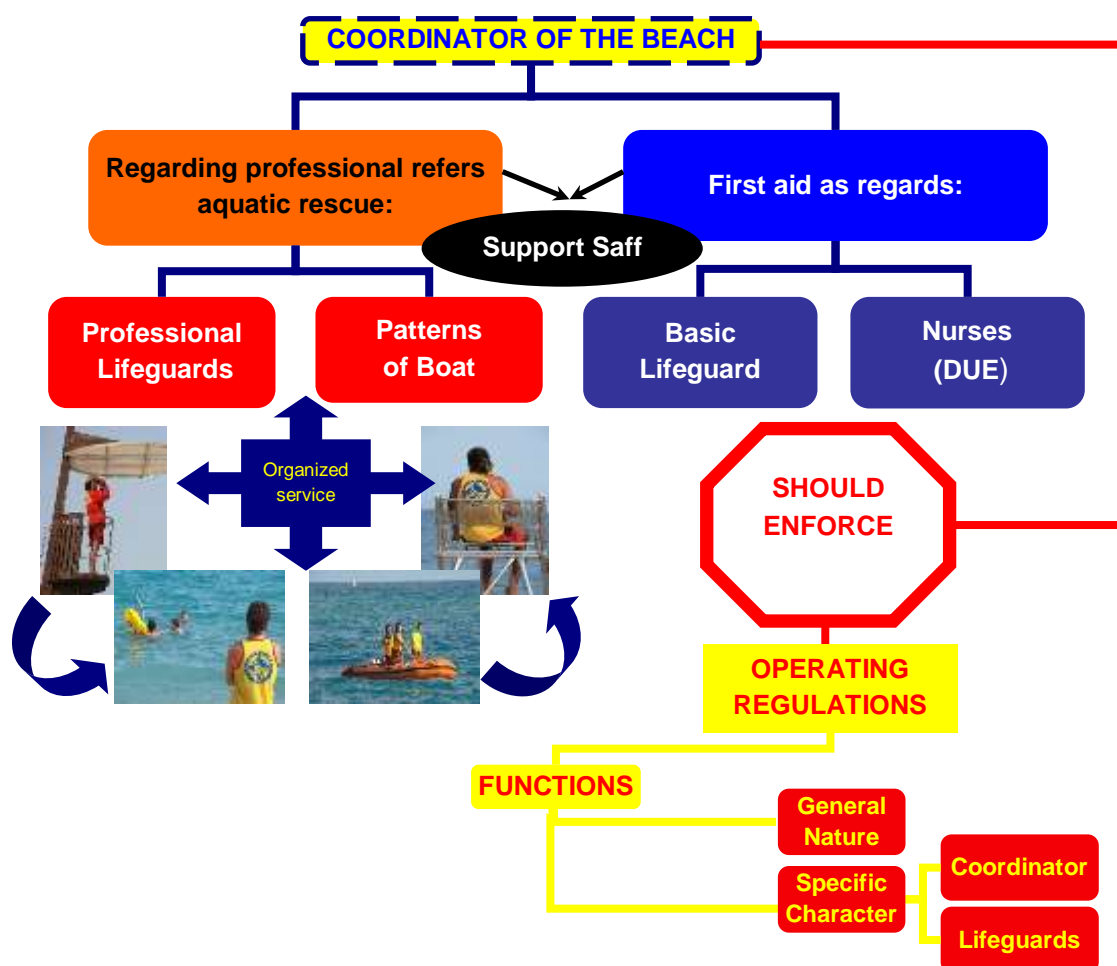 COORDINATOR OF THE BEACH
Regarding professional refers
aquatic rescue:
First aid as regards:
Support Saff
Professional
Lifeguards
Patterns
of Boat
Basic
Lifeguard
Nurses
(DUE)
Organized
service
SHOULD
ENFORCE
OPERATING
REGULATIONS
FUNCTIONS
General
Nature
Specific
Character
Coordinator
Lifeguards